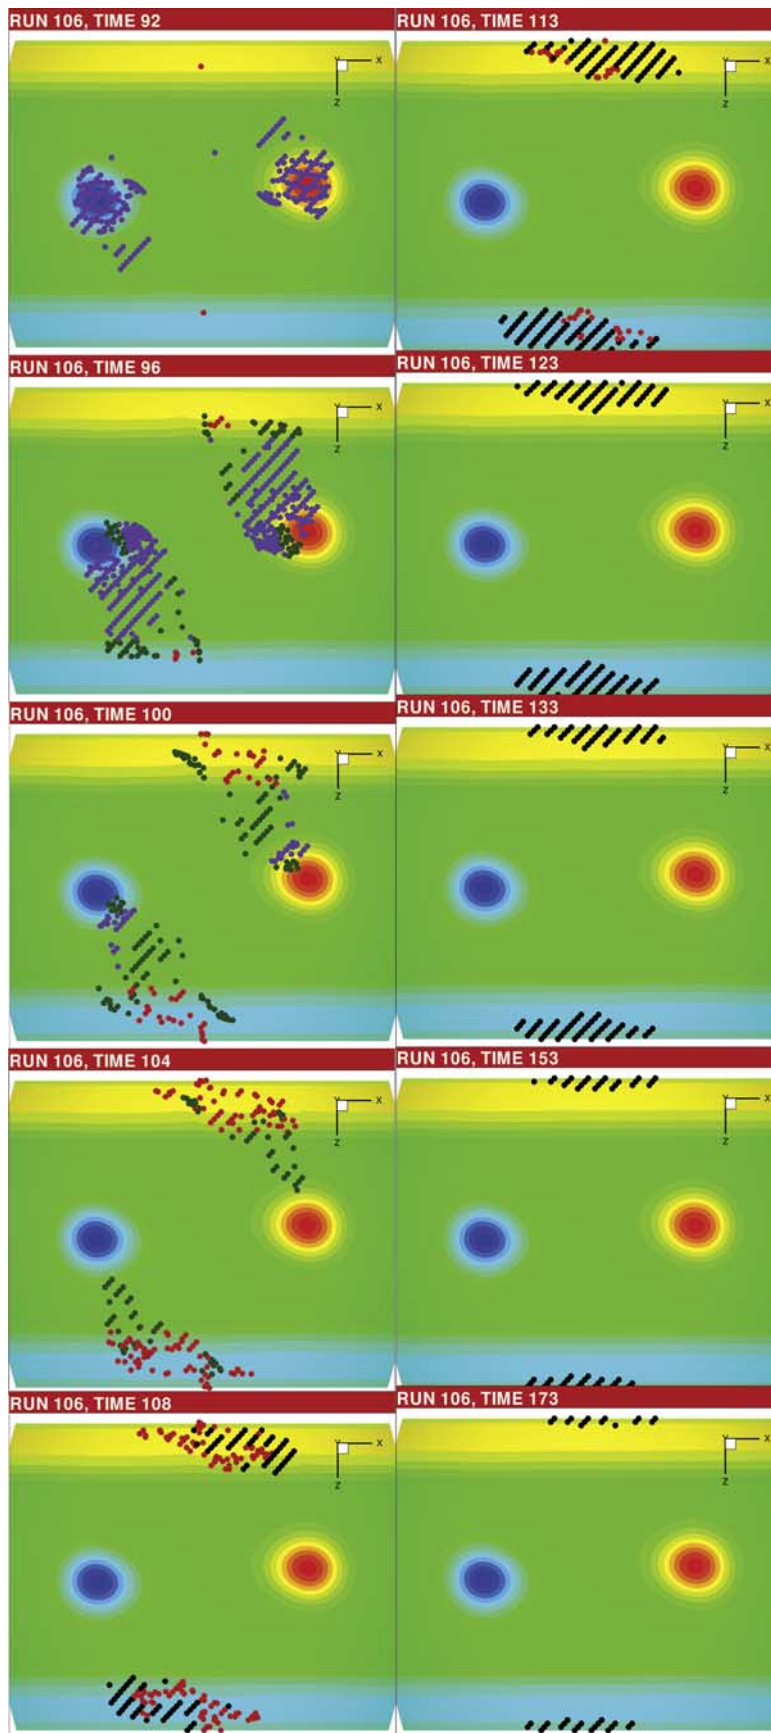 RUN 106, TIME 92
Y X
Z
RUN 106, TIME 96
Y X
Z
RUN 106, TIME 100
Y X
Z
RUN 106, TIME 104
Y X
Z
RUN 106, TIME 108
Y X
Z
RUN 106, TIME 113
Y X
Z
RUN 106, TIME 123
Y X
Z
RUN 106, TIME 133
Y X
Z
RUN 106, TIME 153
Y X
Z
RUN 106, TIME 173
Y X
Z